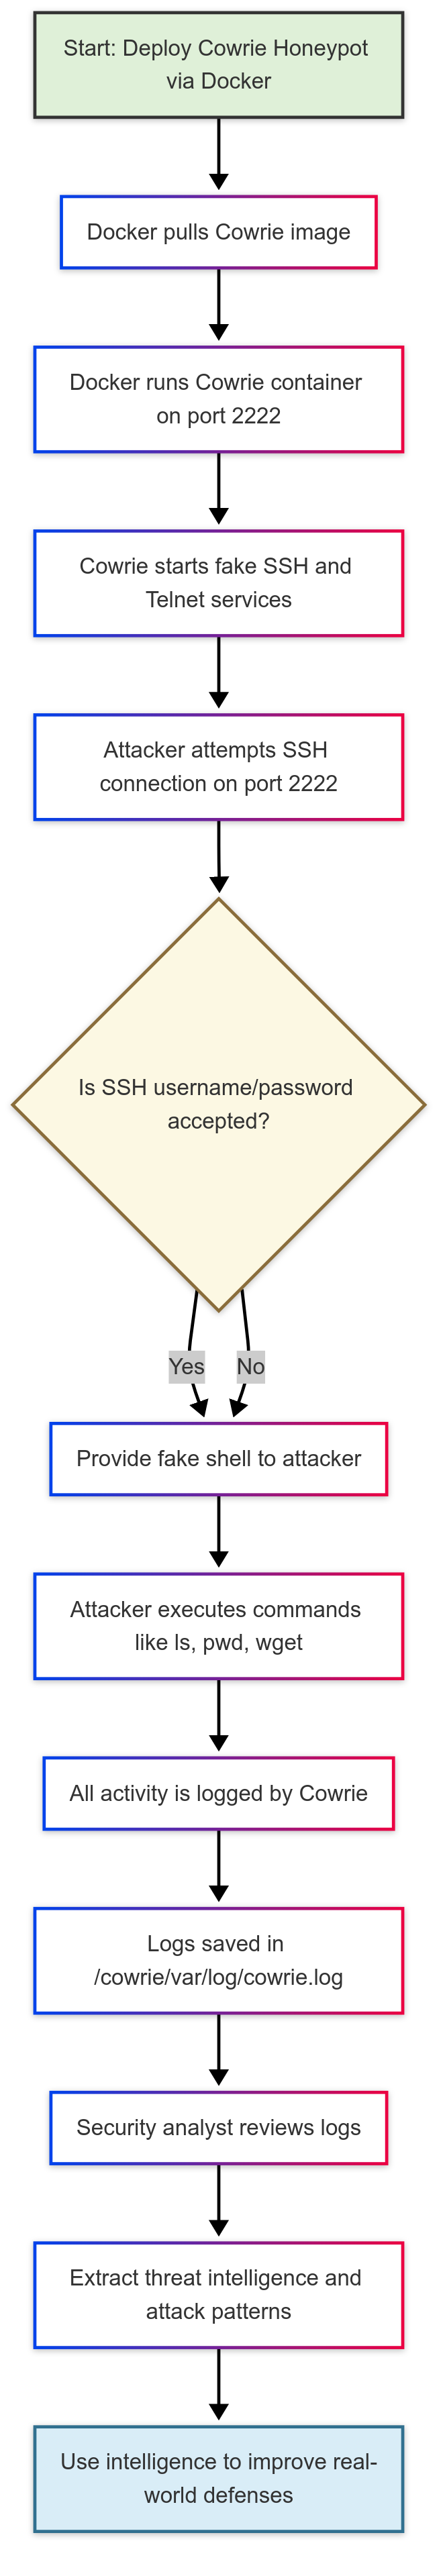 Start: Deploy Cowrie Honeypot
via Docker
Docker pulls Cowrie image
Docker runs Cowrie container
on port 2222
Cowrie starts fake SSH and
Telnet services
Attacker attempts SSH
connection on port 2222
Is SSH username/password
accepted?
Yes
No
Provide fake shell to attacker
Attacker executes commands
like ls, pwd, wget
All activity is logged by Cowrie
Logs saved in
/cowrie/var/log/cowrie.log
Security analyst reviews logs
Extract threat intelligence and
attack patterns
Use intelligence to improve real-
world defenses